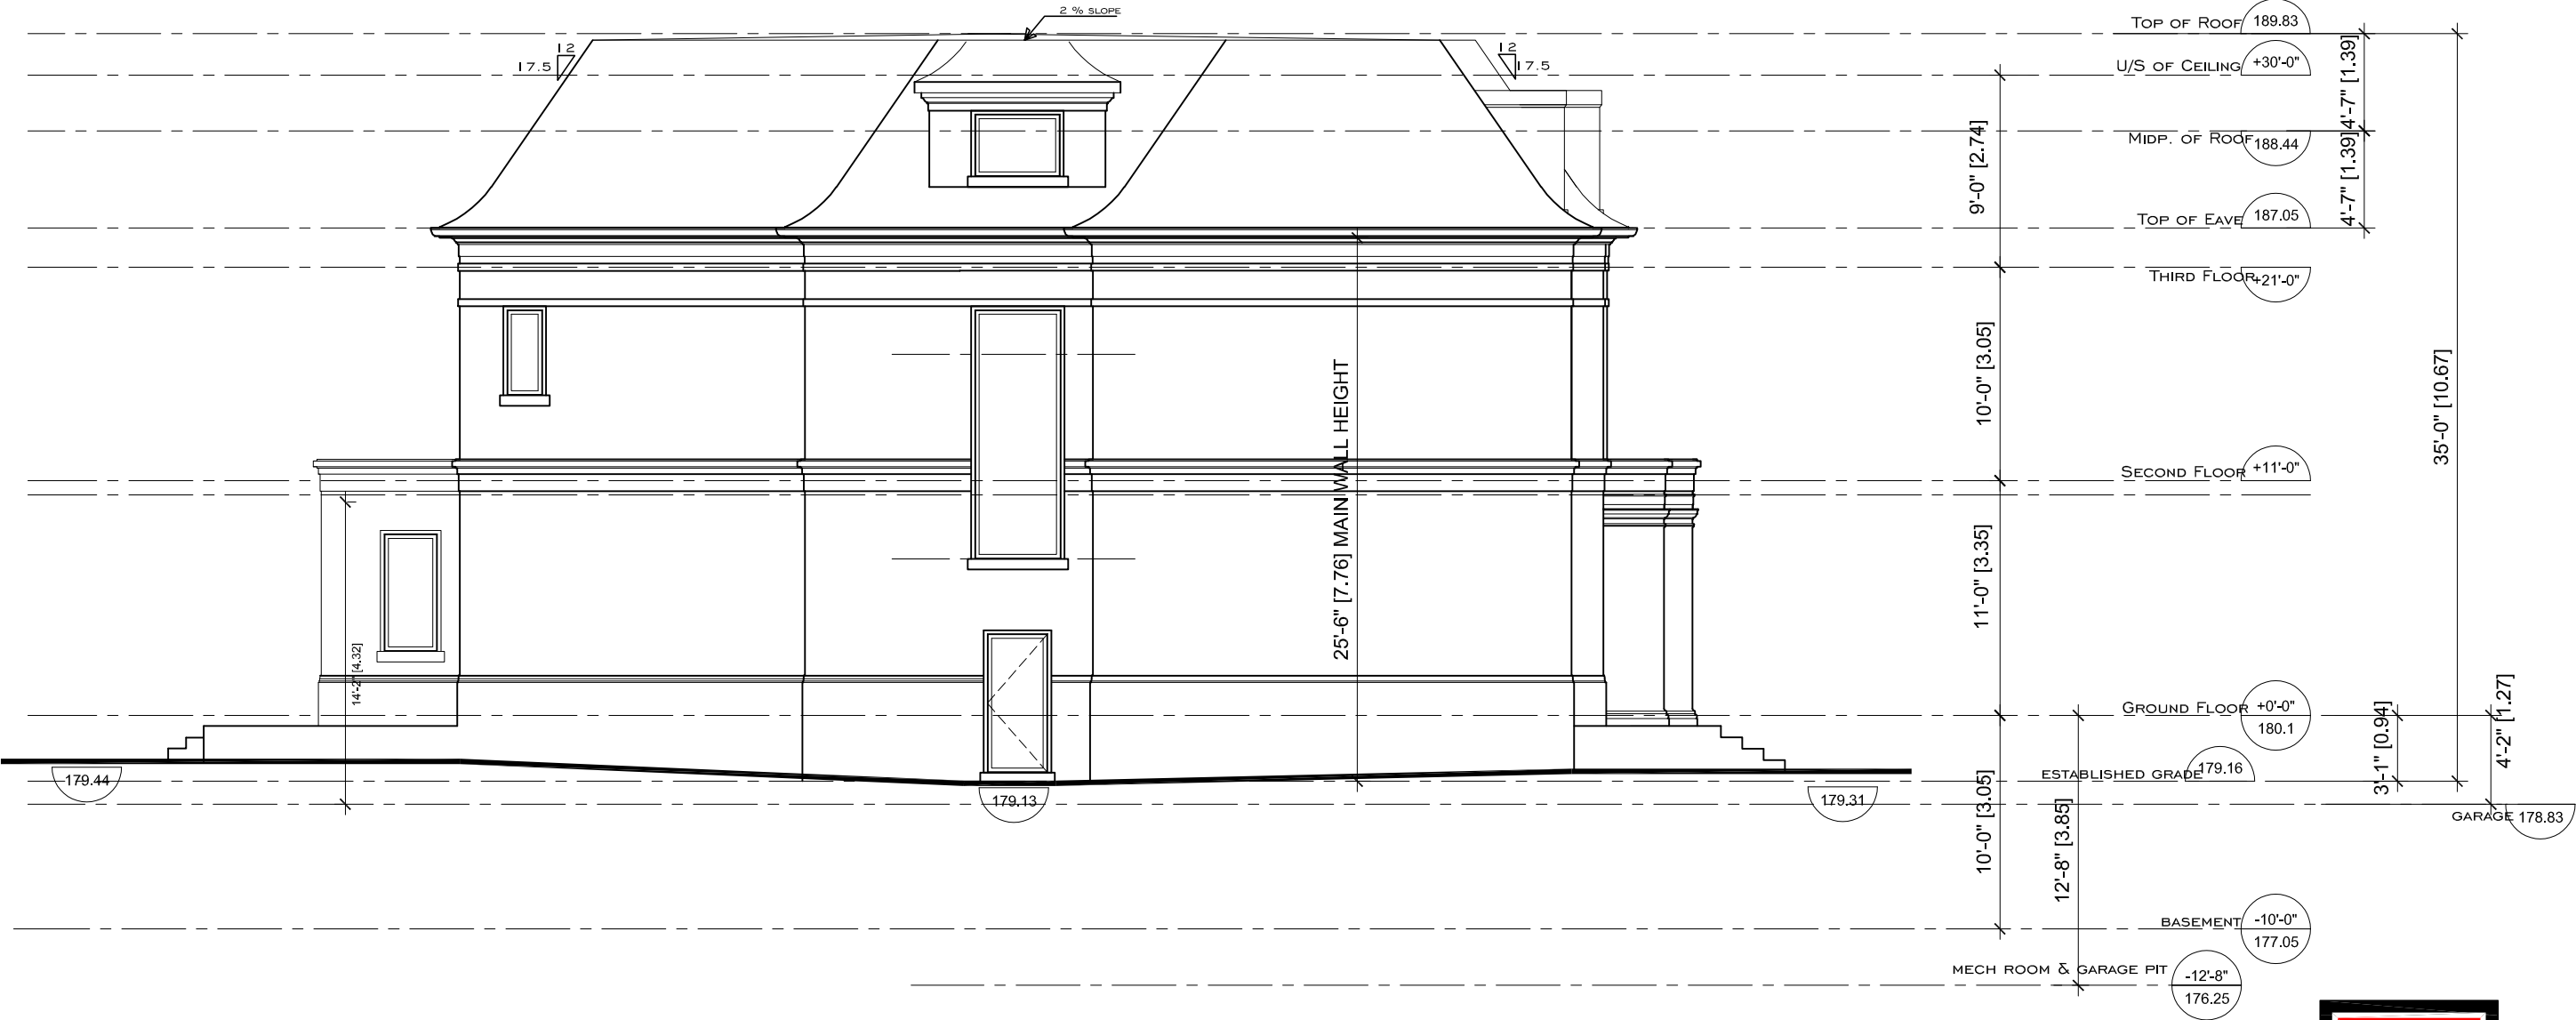 2 % SLOPE
12
17.5
12
17.5
TOP OF ROOF 189.83
U/S OF CEILING +30'-0"
MIDP. OF ROOF 188.44
TOP OF EAVE 187.05
THIRD FLOOR +21'-0"
SECOND FLOOR +11'-0"
GROUND FLOOR +0'-0"
180.1
ESTABLISHED GRADE 179.16
GARAGE 178.83
BASEMENT -10'-0"
177.05
MECH ROOM & GARAGE PIT -12'-8"
176.25
4'-7" [1.39]
4'-7" [1.39]
9'-0" [2.74]
10'-0" [3.05]
11'-0" [3.35]
10'-0" [3.05]
12'-8" [3.85]
35'-0" [10.67]
3'-1" [0.94]
4'-2" [1.27]
25'-6" [7.76] MAIN WALL HEIGHT
14'-2" [4.32]
179.44
179.13
179.31